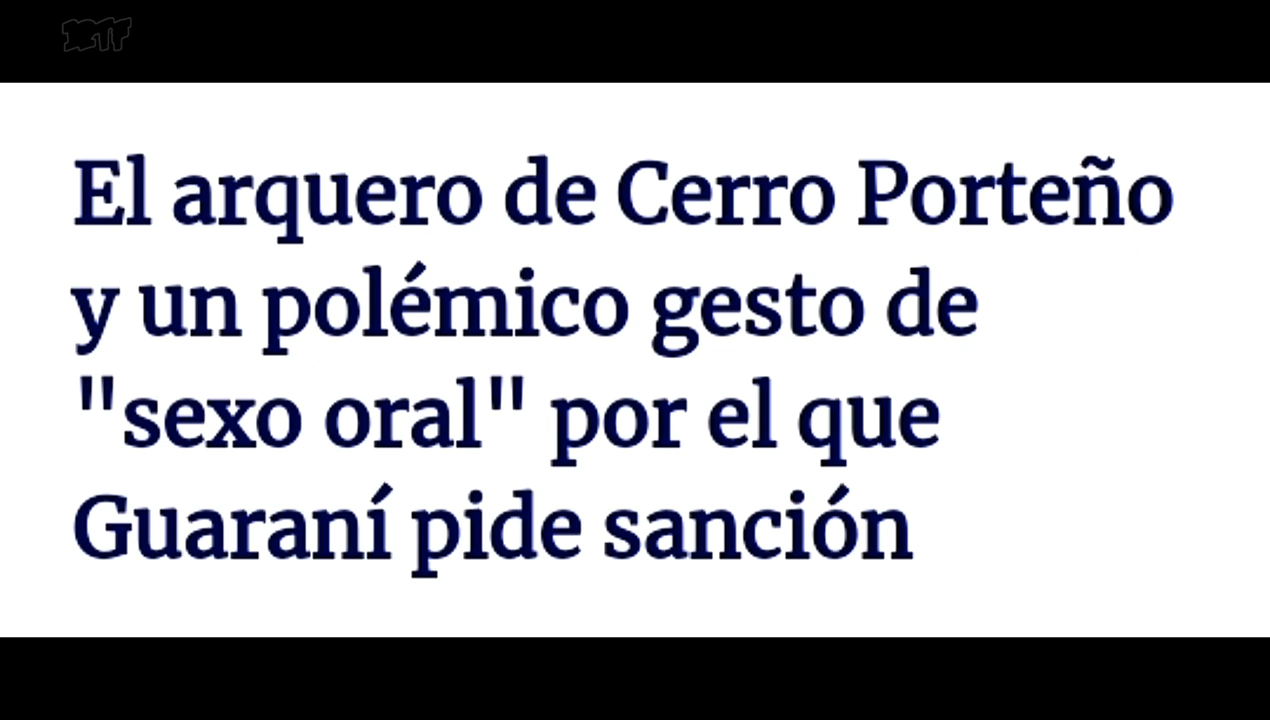 El arquero de Cerro Porteño
y un polémico gesto de
"sexo oral" por el que
Guaraní pide sanción